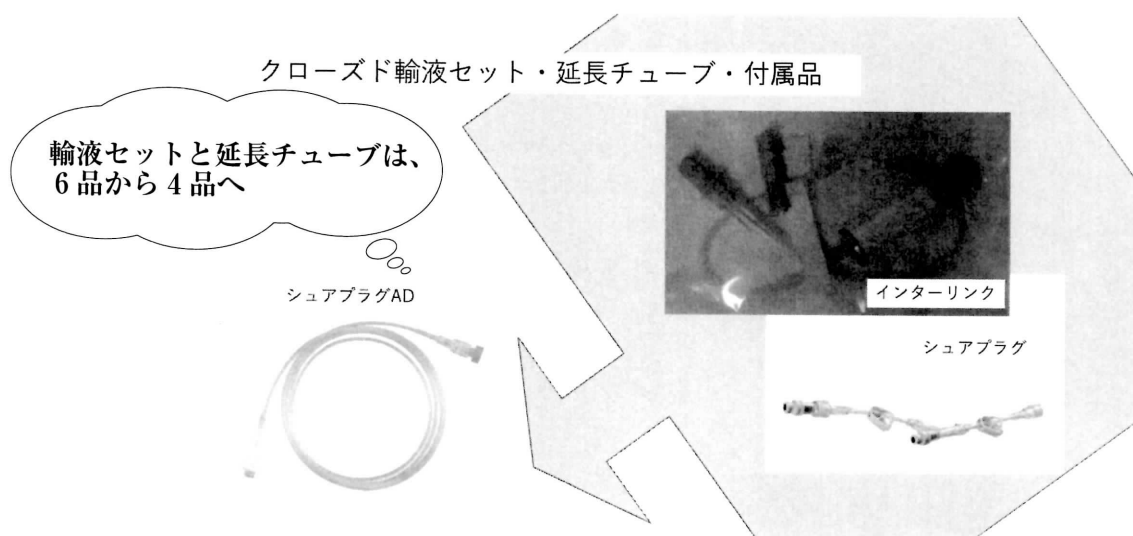 クローズド輸液セット・延長チューブ・付属品
輸液セットと延長チューブは、
６品から４品へ
シュアプラグAD
インターリンク
シュアプラグ